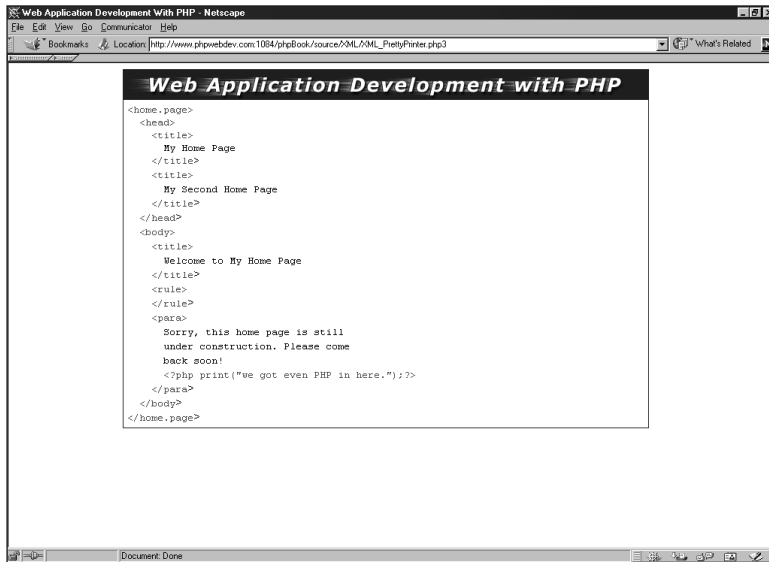 Web Application Development With PHP - Netscape
File Edit View Go Communicator Help
Bookmarks Location: http://www.phpwebdev.com:1084/phpBook/source/XML/XML_PrettyPrinter.php3 What's Related N
Web Application Development with PHP
<home.page>
<head>
<title>
My Home Page
</title>
<title>
My Second Home Page
</title>
</head>
<body>
<title>
Welcome to My Home Page
</title>
<rule>
</rule>
<para>
Sorry, this home page is still
under construction. Please come
back soon!
<?php print("we got even PHP in here.");?>
</para>
</body>
</home.page>
Document: Done